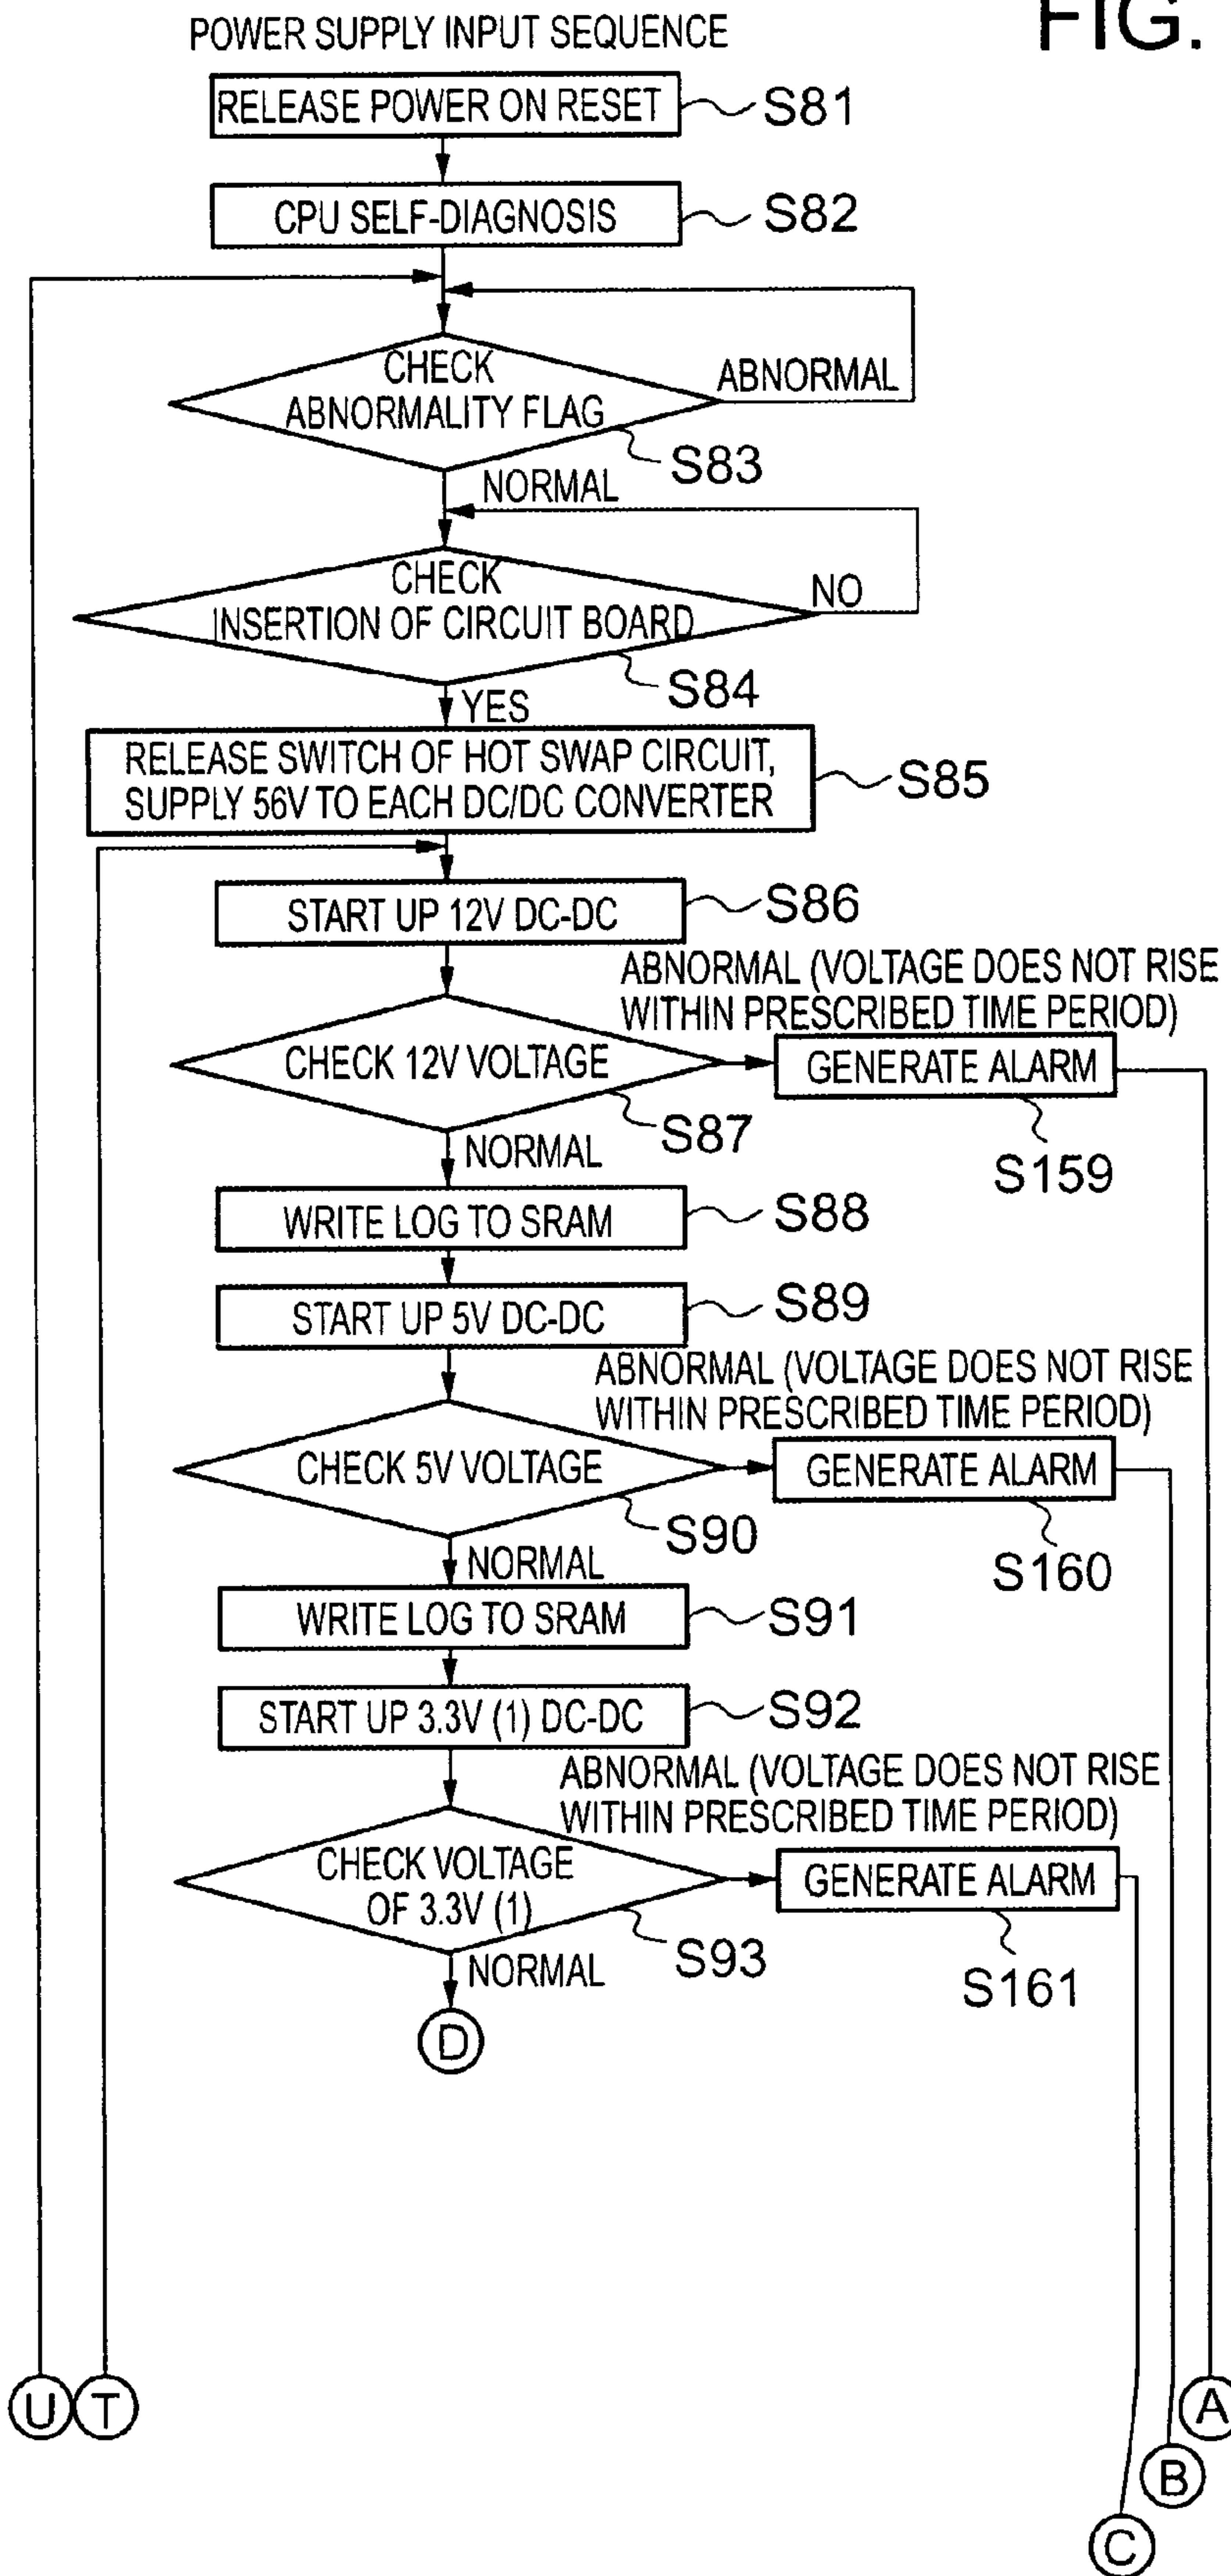 FIG.
POWER SUPPLY INPUT SEQUENCE
RELEASE POWER ON RESET
S81
CPU SELF-DIAGNOSIS
S82
CHECK
ABNORMALITY FLAG
ABNORMAL
S83
NORMAL
CHECK
INSERTION OF CIRCUIT BOARD
NO
S84
YES
RELEASE SWITCH OF HOT SWAP CIRCUIT,
SUPPLY 56V TO EACH DC/DC CONVERTER
S85
START UP 12V DC-DC
S86
ABNORMAL (VOLTAGE DOES NOT RISE
WITHIN PRESCRIBED TIME PERIOD)
CHECK 12V VOLTAGE
GENERATE ALARM
S87
S159
NORMAL
WRITE LOG TO SRAM
S88
START UP 5V DC-DC
S89
ABNORMAL (VOLTAGE DOES NOT RISE
WITHIN PRESCRIBED TIME PERIOD)
CHECK 5V VOLTAGE
GENERATE ALARM
S90
S160
NORMAL
WRITE LOG TO SRAM
S91
START UP 3.3V (1) DC-DC
S92
ABNORMAL (VOLTAGE DOES NOT RISE
WITHIN PRESCRIBED TIME PERIOD)
CHECK VOLTAGE
OF 3.3V (1)
GENERATE ALARM
S93
S161
NORMAL
D
U
T
A
B
C